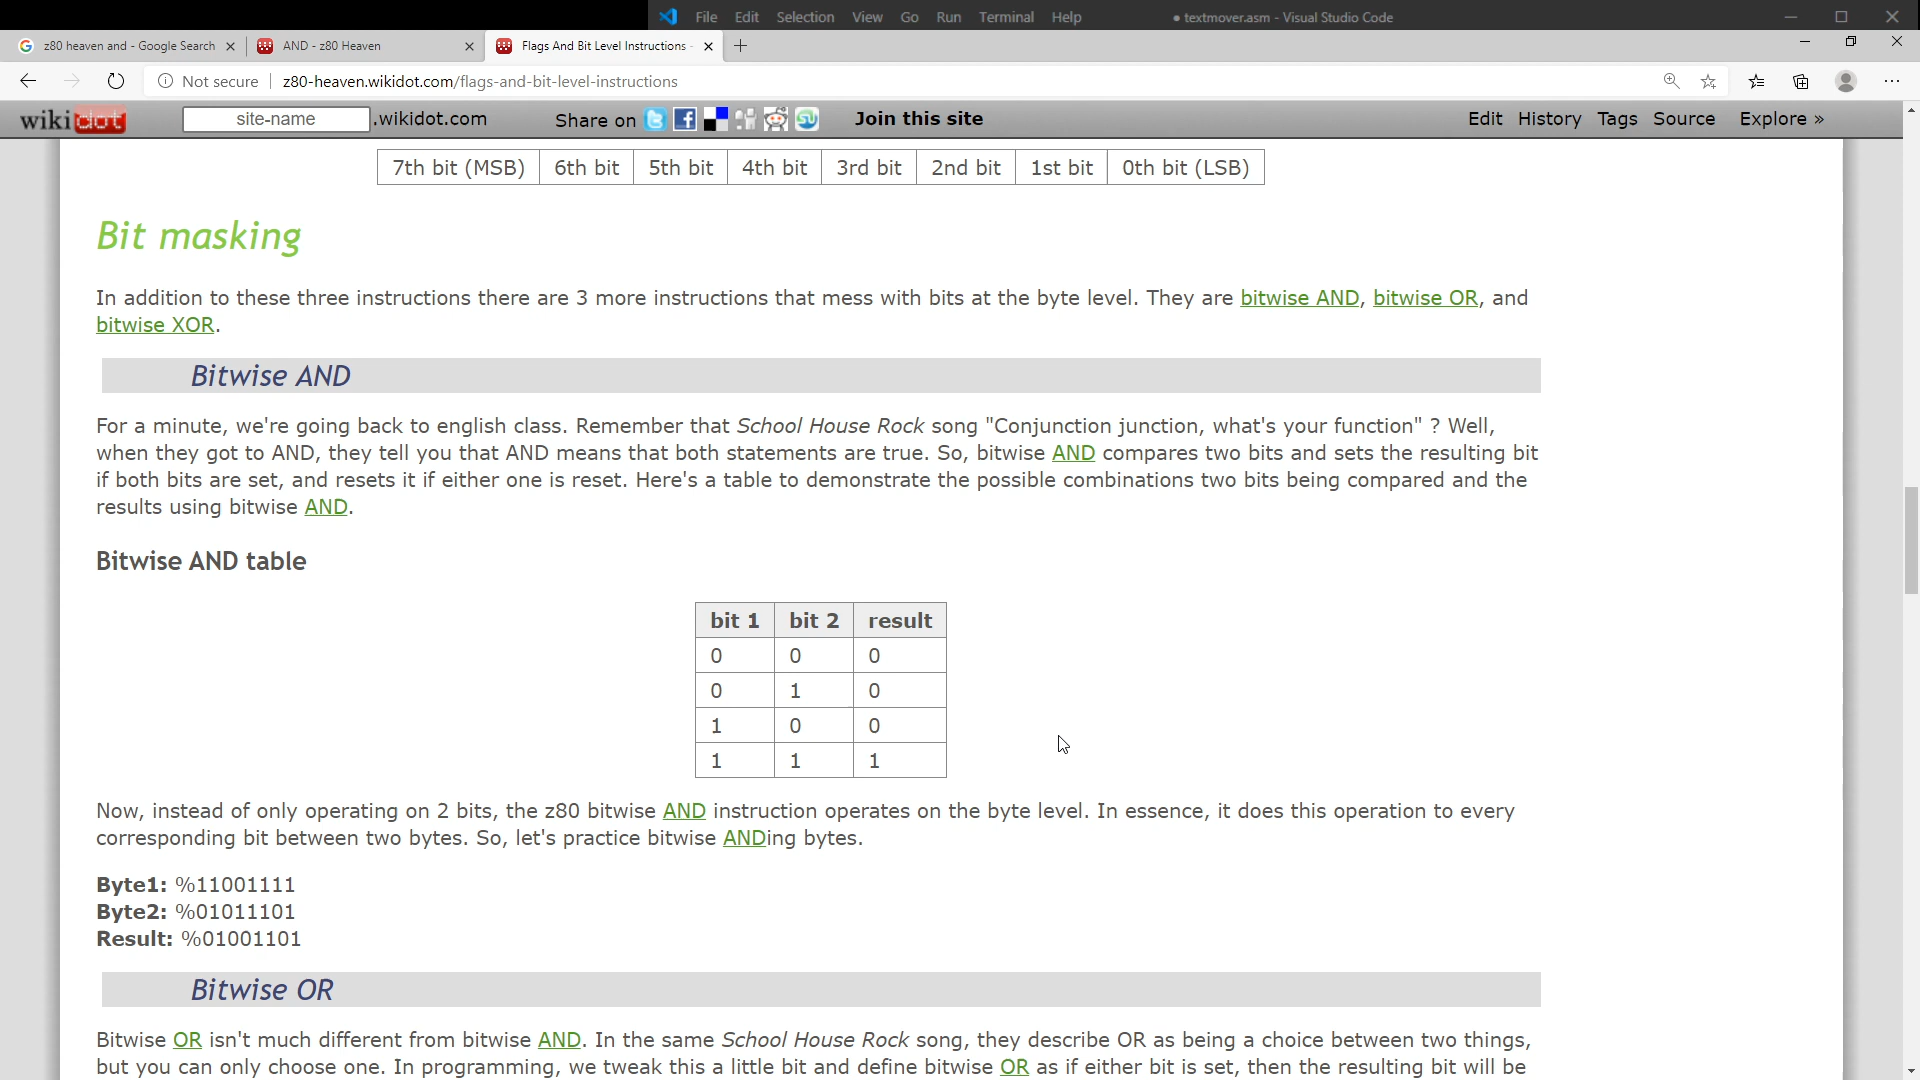 File Edit Selection View Go Run Terminal Help
● textmover.asm - Visual Studio Code
z80 heaven and - Google Search
AND - z80 Heaven
Flags And Bit Level Instructions -
Not secure
z80-heaven.wikidot.com/flags-and-bit-level-instructions
wikidot
site-name
.wikidot.com
Share on
Join this site
Edit History Tags Source Explore »
7th bit (MSB) 6th bit 5th bit 4th bit 3rd bit 2nd bit 1st bit 0th bit (LSB)
Bit masking
In addition to these three instructions there are 3 more instructions that mess with bits at the byte level. They are bitwise AND, bitwise OR, and
bitwise XOR.
Bitwise AND
For a minute, we're going back to english class. Remember that School House Rock song "Conjunction junction, what's your function" ? Well,
when they got to AND, they tell you that AND means that both statements are true. So, bitwise AND compares two bits and sets the resulting bit
if both bits are set, and resets it if either one is reset. Here's a table to demonstrate the possible combinations two bits being compared and the
results using bitwise AND.
Bitwise AND table
bit 1 bit 2 result
0 0 0
0 1 0
1 0 0
1 1 1
Now, instead of only operating on 2 bits, the z80 bitwise AND instruction operates on the byte level. In essence, it does this operation to every
corresponding bit between two bytes. So, let's practice bitwise ANDing bytes.
Byte1: %11001111
Byte2: %01011101
Result: %01001101
Bitwise OR
Bitwise OR isn't much different from bitwise AND. In the same School House Rock song, they describe OR as being a choice between two things,
but you can only choose one. In programming, we tweak this a little bit and define bitwise OR as if either bit is set, then the resulting bit will be